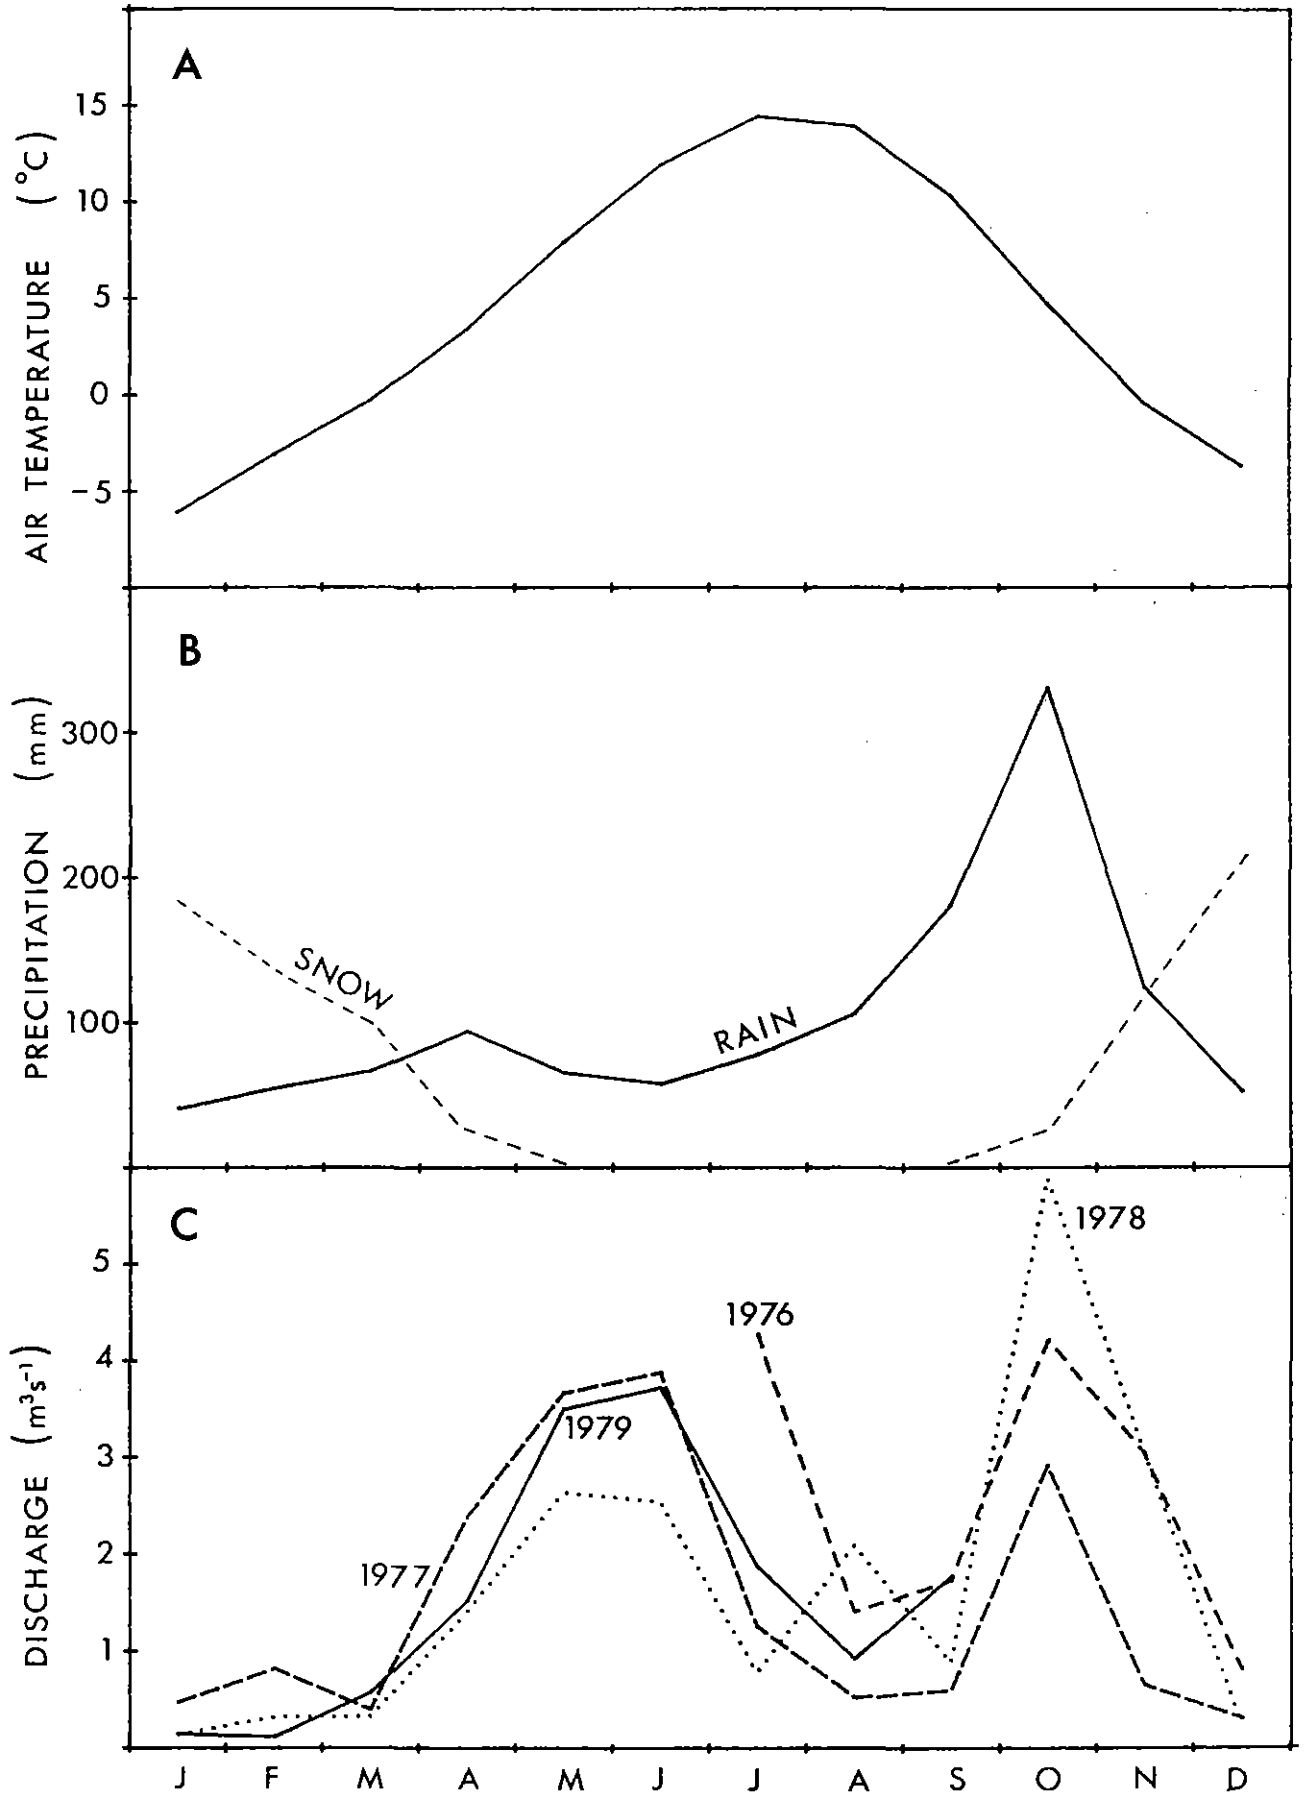 A
AIR TEMPERATURE (°C)
15
10
5
0
−5
B
PRECIPITATION (mm)
300
200
100
SNOW
RAIN
C
DISCHARGE (m³s⁻¹)
5
4
3
2
1
1978
1976
1979
1977
J F M A M J J A S O N D